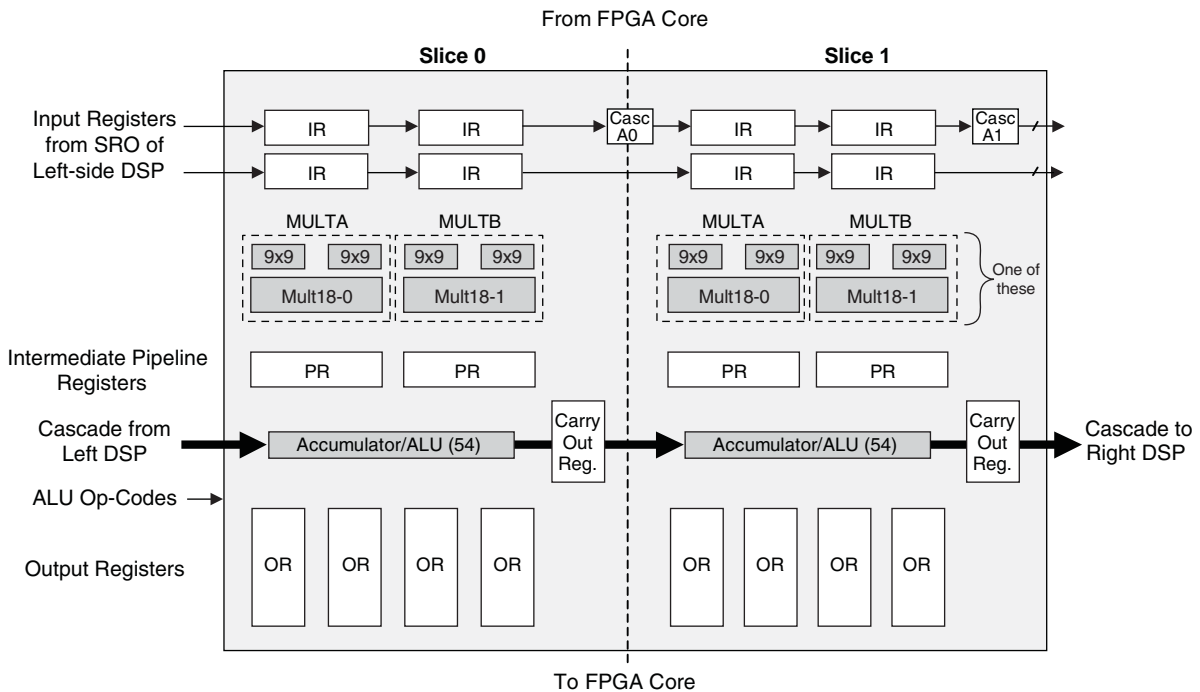 From FPGA Core
Slice 0
Slice 1
Input Registers
from SRO of
Left-side DSP
IR
IR
Casc
A0
IR
IR
Casc
A1
IR
IR
IR
IR
MULTA
MULTB
MULTA
MULTB
9x9
9x9
9x9
9x9
9x9
9x9
9x9
9x9
Mult18-0
Mult18-1
Mult18-0
Mult18-1
One of
these
Intermediate Pipeline
Registers
PR
PR
PR
PR
Cascade from
Left DSP
Accumulator/ALU (54)
Carry
Out
Reg.
Accumulator/ALU (54)
Carry
Out
Reg.
Cascade to
Right DSP
ALU Op-Codes
Output Registers
OR
OR
OR
OR
OR
OR
OR
OR
To FPGA Core